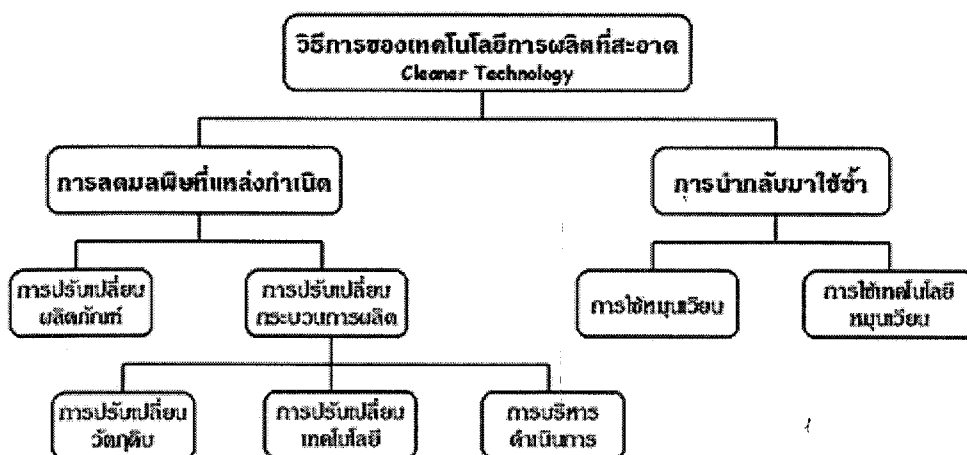 วิธีการของเทคโนโลยีการผลิตที่สะอาด
Cleaner Technology
การลดมลพิษที่แหล่งกำเนิด
การนำกลับมาใช้ซ้ำ
การปรับเปลี่ยน
ผลิตภัณฑ์
การปรับเปลี่ยน
กระบวนการผลิต
การใช้หมุนเวียน
การใช้เทคโนโลยี
หมุนเวียน
การปรับเปลี่ยน
วัตถุดิบ
การปรับเปลี่ยน
เทคโนโลยี
การบริหาร
ดำเนินการ